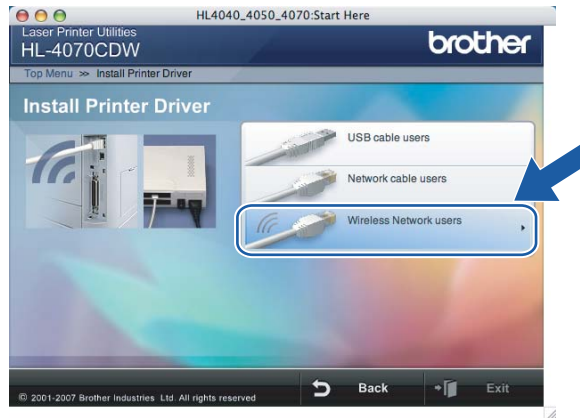 HL4040_4050_4070:Start Here
Laser Printer Utilities
HL-4070CDW
brother
Top Menu >> Install Printer Driver
Install Printer Driver
USB cable users
Network cable users
Wireless Network users
© 2001-2007 Brother Industries Ltd. All rights reserved
Back
Exit